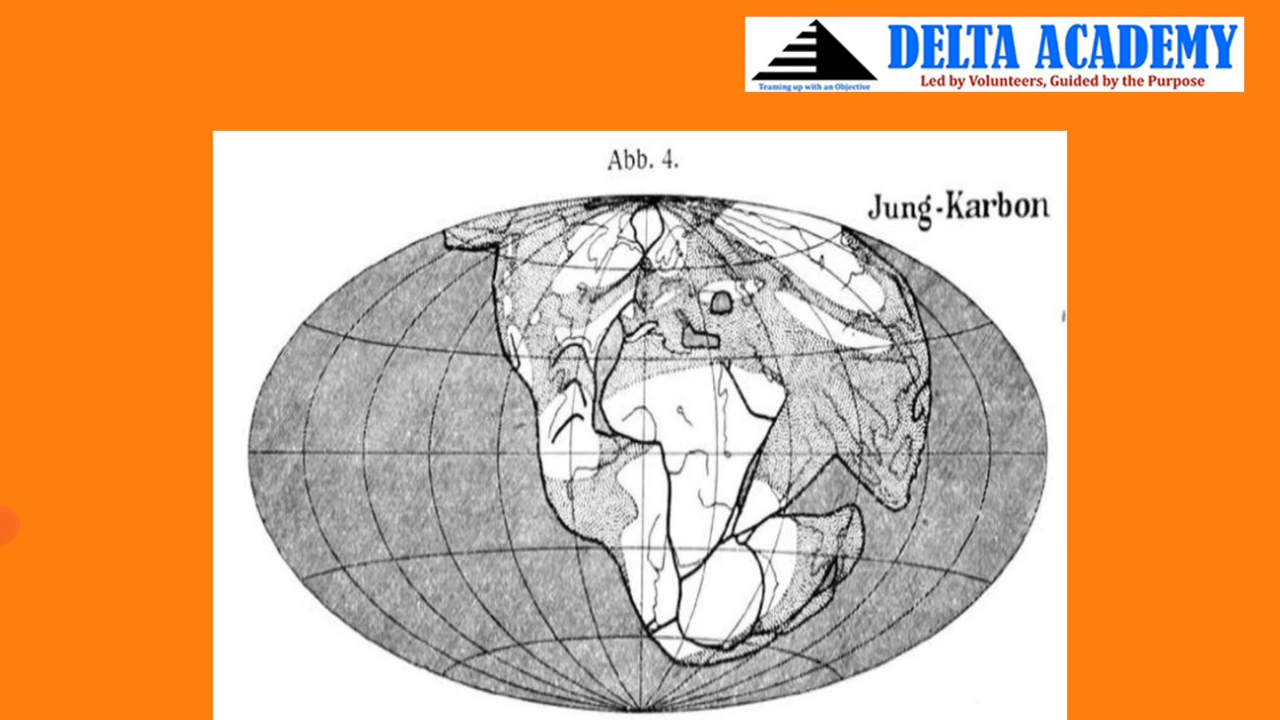 DELTA ACADEMY
Led by Volunteers, Guided by the Purpose
Teaming up with an Objective
Abb. 4.
Jung-Karbon